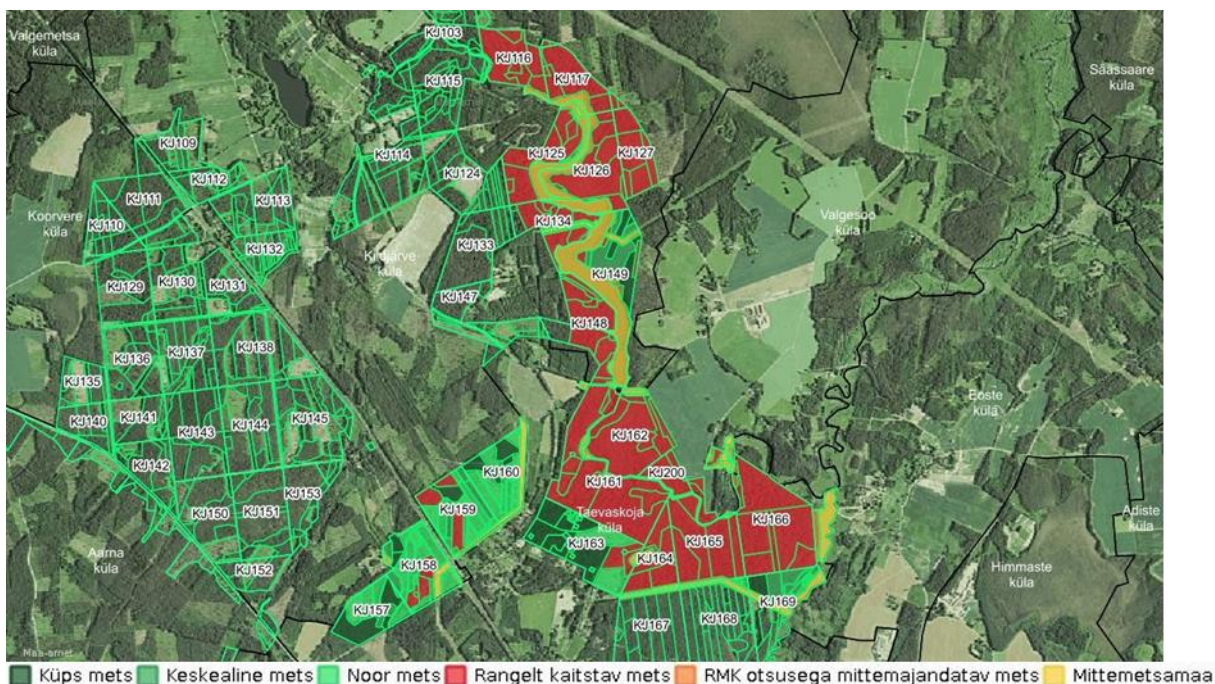 Valgemetsa
küla
KJ103
KJ116
KJ117
Sääsaare
küla
KJ115
KJ109
KJ125
KJ127
KJ114
KJ126
KJ112
KJ124
KJ111
KJ113
Koorvere
küla
KJ110
KJ134
Valgesoo
küla
KJ132
KJ133
Kiidjärve
küla
KJ149
KJ130
KJ129
KJ131
KJ147
KJ148
KJ138
KJ137
KJ136
KJ135
Eoste
küla
KJ140
KJ141
KJ144
KJ145
KJ143
KJ162
KJ142
KJ160
KJ200
KJ161
KJ153
KJ159
KJ150
KJ151
Taevaskoja
küla
KJ166
Adiste
küla
KJ165
KJ163
Aarna
küla
KJ164
KJ158
Himmaste
küla
KJ152
KJ169
KJ157
KJ168
KJ167
Maa-amet
Küps mets Keskealine mets Noor mets Rangelt kaitstav mets RMK otsusega mittemajandatav mets Mittemetsamaa